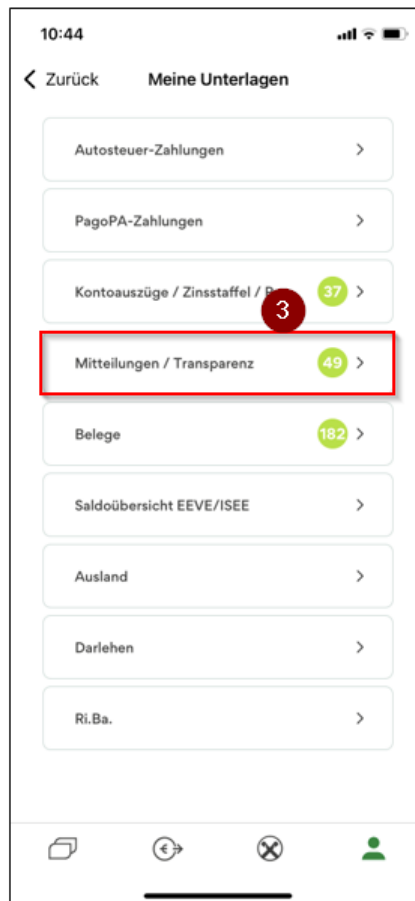 10:44
Zurück Meine Unterlagen
Autosteuer-Zahlungen
PagoPA-Zahlungen
Kontoauszüge / Zinsstaffel / 37
3
Mitteilungen / Transparenz 49
Belege 182
Saldoübersicht EEVE/ISEE
Ausland
Darlehen
Ri.Ba.